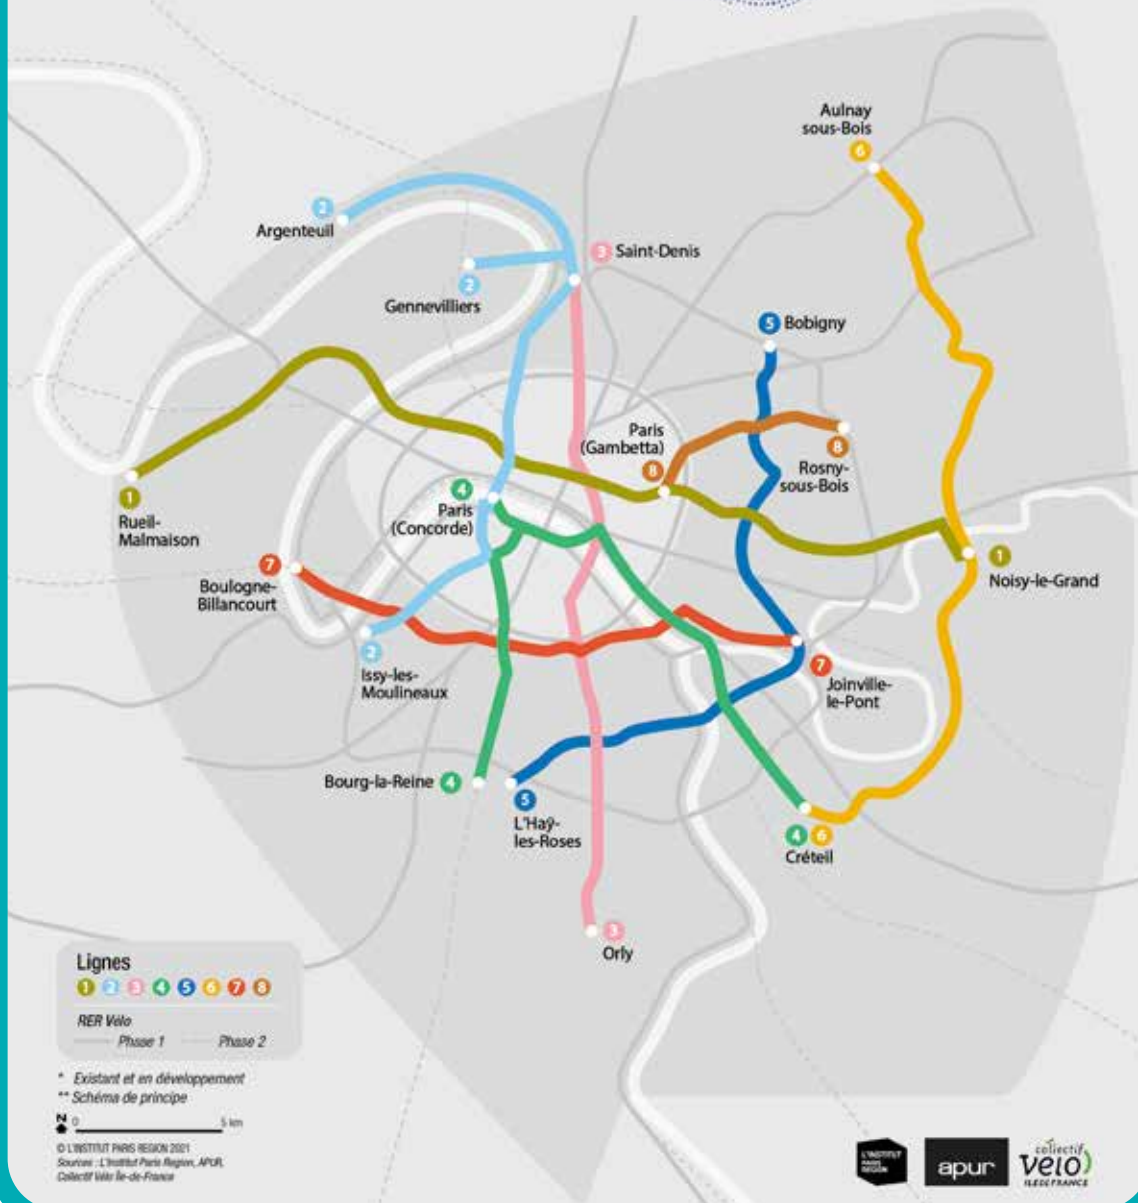 Aulnay
sous-Bois
6
2
Argenteuil
3 Saint-Denis
2
Gennevilliers
5 Bobigny
Paris
(Gambetta)
8
8
Rosny-
sous-Bois
4
Paris
(Concorde)
1
Rueil-
Malmaison
7
Boulogne-
Billancourt
1
Noisy-le-Grand
2
Issy-les-
Moulineaux
7
Joinville-
le-Pont
Bourg-la-Reine 4
5
L'Haÿ-
les-Roses
4 6
Créteil
3
Orly
Lignes
1 2 3 4 5 6 7 8
RER Vélo
Phase 1 Phase 2
* Existant et en développement
** Schéma de principe
N 0 5 km
© L'INSTITUT PARIS REGION 2021
Sources : L'Institut Paris Region, APUR,
Collectif Vélo Île-de-France
L'INSTITUT
PARIS
REGION
apur
collectif
vélo
ILE DE FRANCE